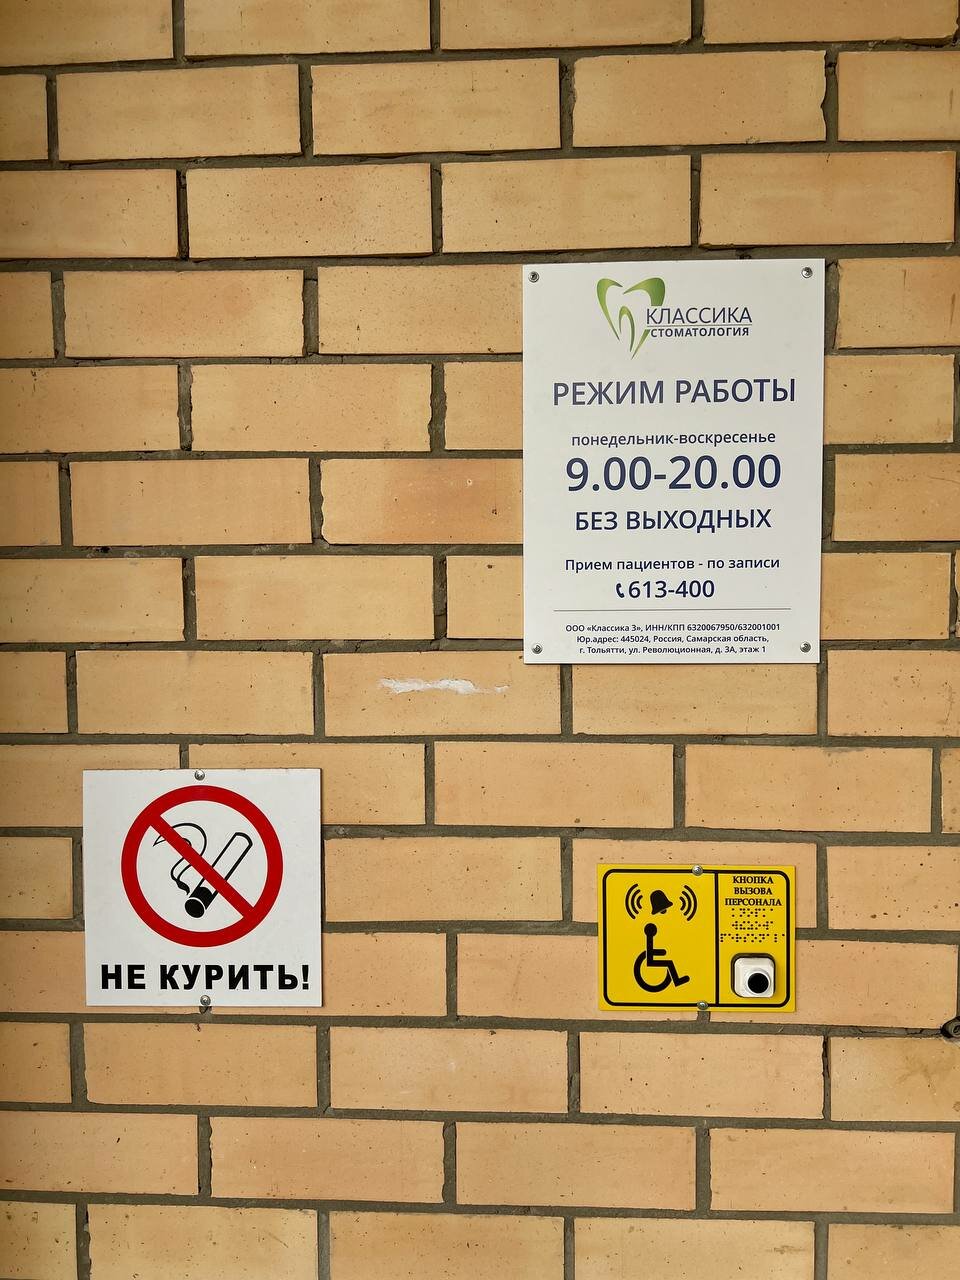 КЛАССИКА
СТОМАТОЛОГИЯ
РЕЖИМ РАБОТЫ
понедельник-воскресенье
9.00-20.00
БЕЗ ВЫХОДНЫХ
Прием пациентов - по записи
613-400
ООО «Классика 3», ИНН/КПП 6320067950/632001001
Юр.адрес: 445024, Россия, Самарская область,
г. Тольятти, ул. Революционная, д. 3А, этаж 1
НЕ КУРИТЬ!
КНОПКА
ВЫЗОВА
ПЕРСОНАЛА